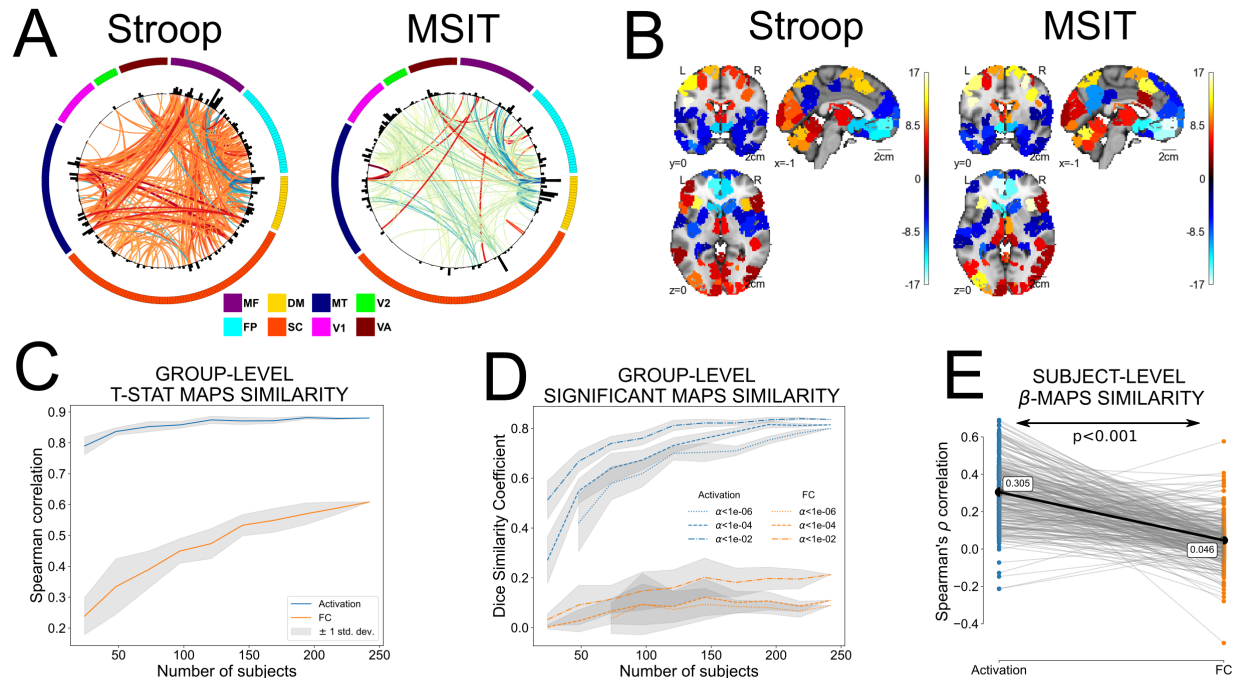 A
Stroop
MSIT
MF
DM
MT
V2
FP
SC
V1
VA
B
Stroop
MSIT
L
R
y=0
2cm
x=-1
2cm
L
R
z=0
2cm
17
8.5
0
-8.5
-17
L
R
y=0
2cm
x=-1
2cm
L
R
z=0
2cm
17
8.5
0
-8.5
-17
C
GROUP-LEVEL
T-STAT MAPS SIMILARITY
Spearman correlation
0.9
0.8
0.7
0.6
0.5
0.4
0.3
0.2
Activation
FC
± 1 std. dev.
50
100
150
200
250
Number of subjects
D
GROUP-LEVEL
SIGNIFICANT MAPS SIMILARITY
Dice Similarity Coefficient
0.8
0.6
0.4
0.2
0.0
Activation
α<1e-06
α<1e-04
α<1e-02
FC
α<1e-06
α<1e-04
α<1e-02
50
100
150
200
250
Number of subjects
E
SUBJECT-LEVEL
β-MAPS SIMILARITY
p<0.001
Spearman's ρ correlation
0.6
0.4
0.2
0.0
−0.2
−0.4
0.305
0.046
Activation
FC